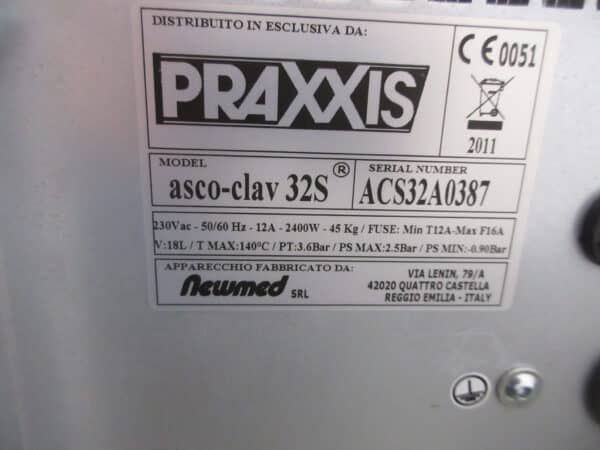 DISTRIBUITO IN ESCLUSIVA DA:
PRAXXIS
CE0051
2011
MODEL
asco-clav 32S®
SERIAL NUMBER
ACS32A0387
230Vac - 50/60 Hz - 12A - 2400W - 45 Kg / FUSE: Min T12A-Max F16A
V:18L / T MAX:140°C / PT:3.6Bar / PS MAX:2.5Bar / PS MIN:-0.90Bar
APPARECCHIO FABBRICATO DA:
Newmed SRL
VIA LENIN, 79/A
42020 QUATTRO CASTELLA
REGGIO EMILIA - ITALY